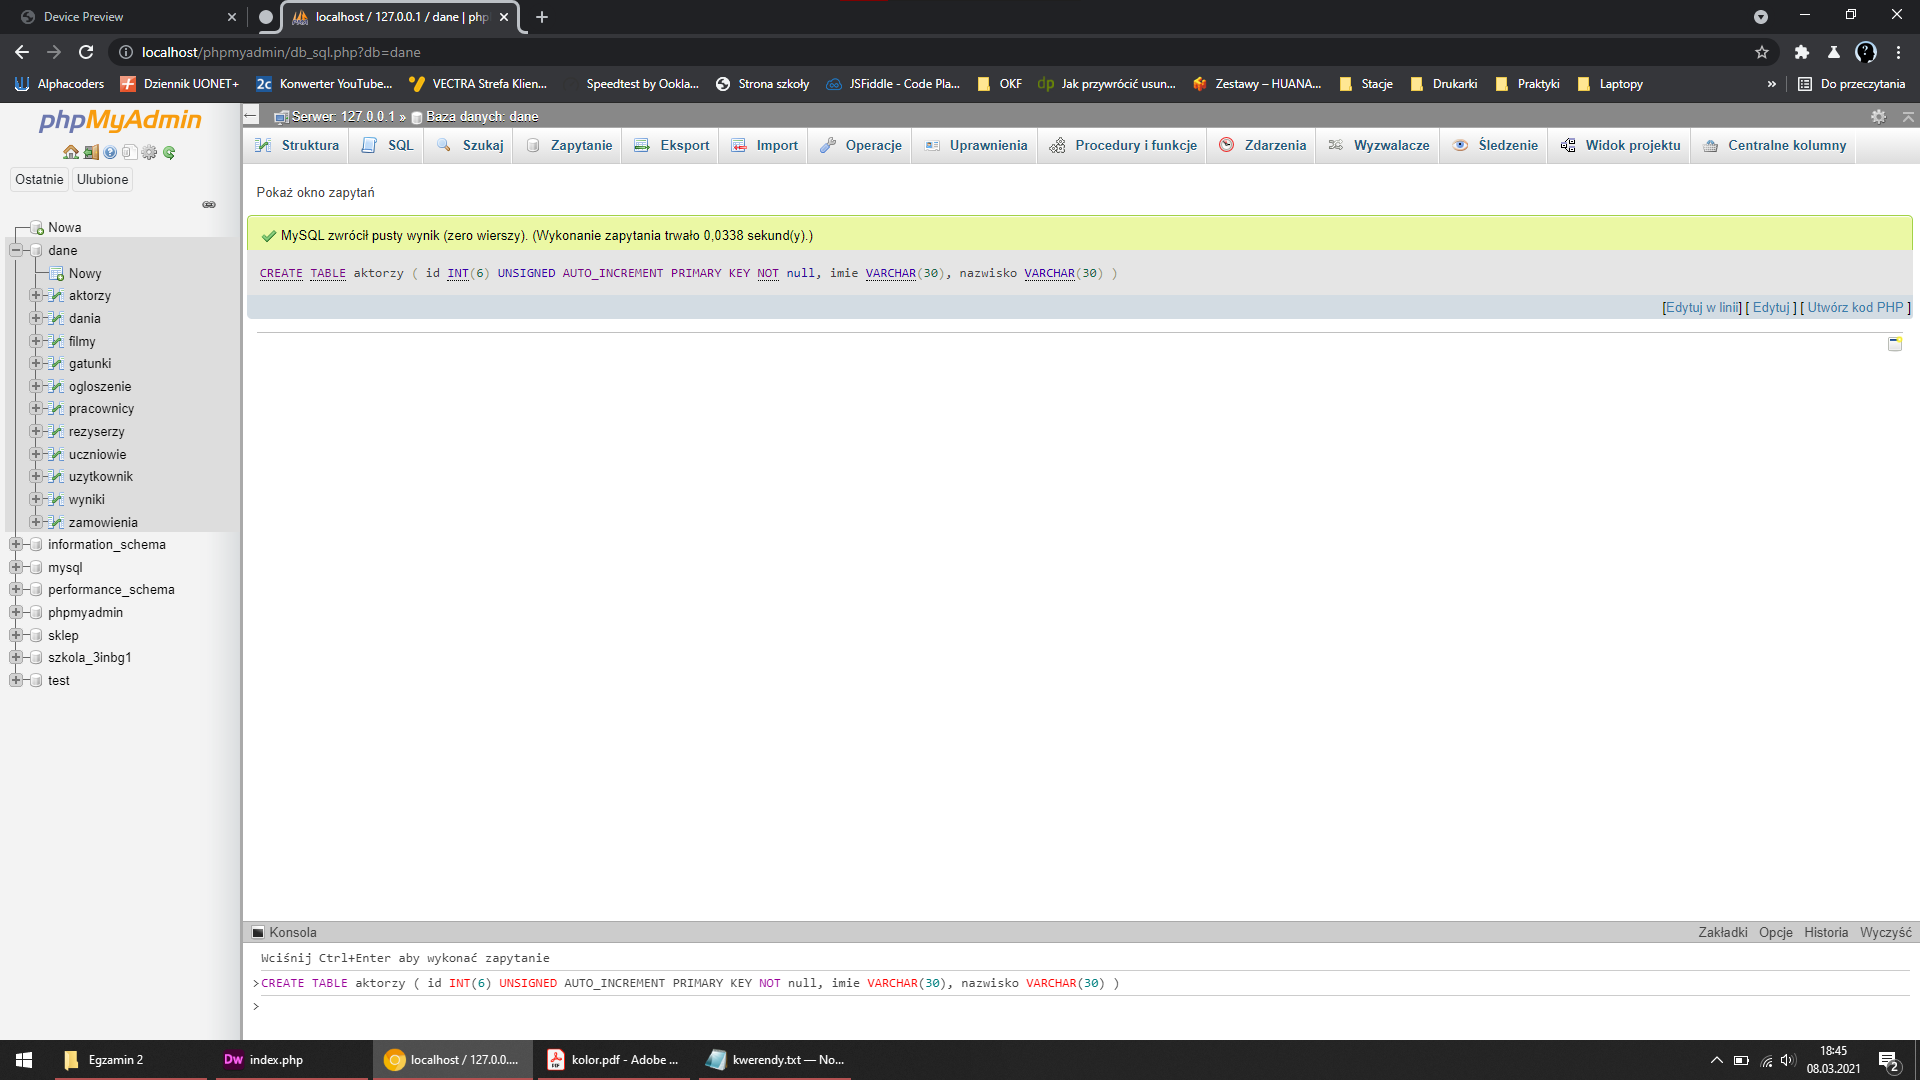 Device Preview
localhost / 127.0.0.1 / dane | php
localhost/phpmyadmin/db_sql.php?db=dane
Alphacoders
Dziennik UONET+
Konwerter YouTube...
VECTRA Strefa Klien...
Speedtest by Ookla...
Strona szkoły
JSFiddle - Code Pla...
OKF
Jak przywrócić usun...
Zestawy – HUANA...
Stacje
Drukarki
Praktyki
Laptopy
»
Do przeczytania
phpMyAdmin
Ostatnie
Ulubione
Nowa
dane
Nowy
aktorzy
dania
filmy
gatunki
ogloszenie
pracownicy
rezyserzy
uczniowie
uzytkownik
wyniki
zamowienia
information_schema
mysql
performance_schema
phpmyadmin
sklep
szkola_3inbg1
test
Serwer: 127.0.0.1 » Baza danych: dane
Struktura
SQL
Szukaj
Zapytanie
Eksport
Import
Operacje
Uprawnienia
Procedury i funkcje
Zdarzenia
Wyzwalacze
Śledzenie
Widok projektu
Centralne kolumny
Pokaż okno zapytań
MySQL zwrócił pusty wynik (zero wierszy). (Wykonanie zapytania trwało 0,0338 sekund(y).)
CREATE TABLE aktorzy ( id INT(6) UNSIGNED AUTO_INCREMENT PRIMARY KEY NOT null, imie VARCHAR(30), nazwisko VARCHAR(30) )
[Edytuj w linii] [ Edytuj ] [ Utwórz kod PHP ]
Konsola
Zakładki
Opcje
Historia
Wyczyść
Wciśnij Ctrl+Enter aby wykonać zapytanie
>CREATE TABLE aktorzy ( id INT(6) UNSIGNED AUTO_INCREMENT PRIMARY KEY NOT null, imie VARCHAR(30), nazwisko VARCHAR(30) )
>
Egzamin 2
Dw index.php
localhost / 127.0.0....
kolor.pdf - Adobe ...
kwerendy.txt — No...
18:45
08.03.2021
2